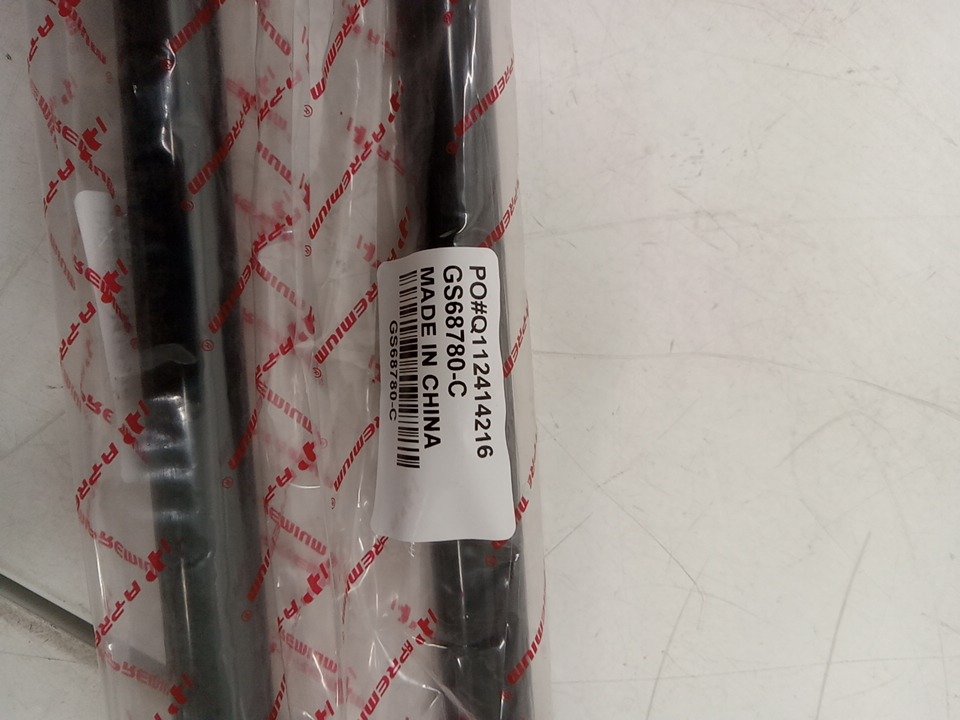 PO#Q112414216
GS68780-C
MADE IN CHINA
GS68780-C
A-PREMIUM